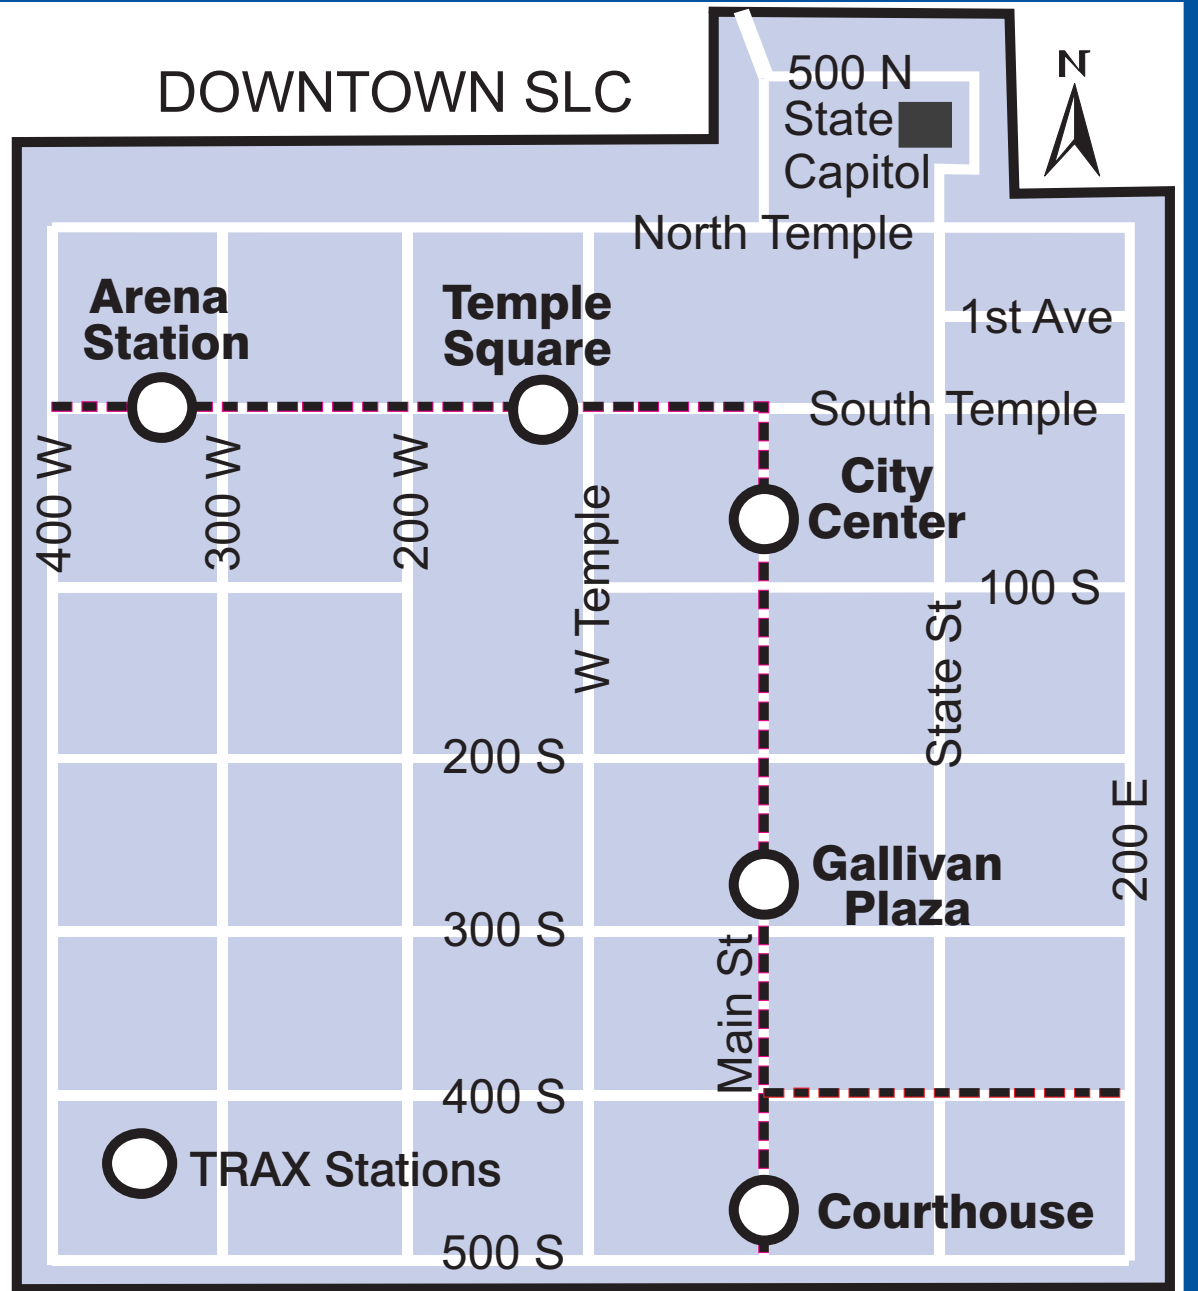 DOWNTOWN SLC
500 N
N
State
Capitol
North Temple
Arena
Station
Temple
Square
1st Ave
South Temple
400 W
300 W
200 W
W Temple
City
Center
100 S
State St
200 S
200 E
Gallivan
Plaza
300 S
Main St
400 S
TRAX Stations
Courthouse
500 S